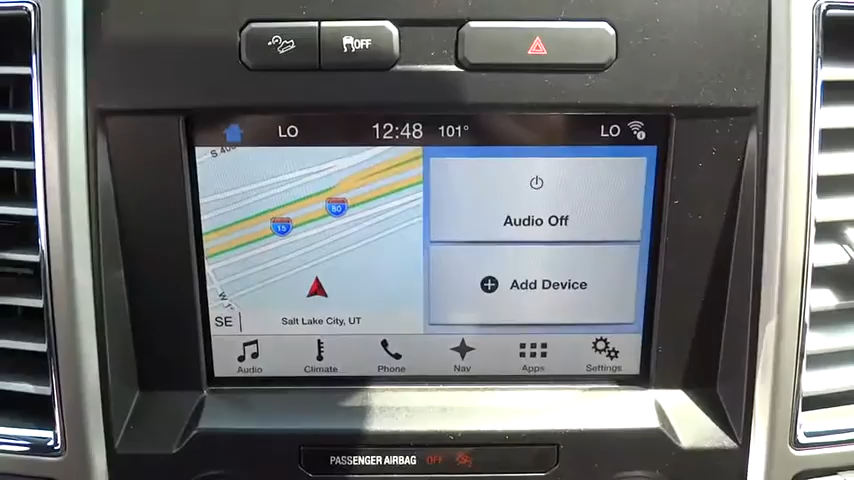 OFF
LO 12:48 101° LO
S 400
15
80
SE
Salt Lake City, UT
Audio Off
Add Device
Audio Climate Phone Nav Apps Settings
PASSENGER AIRBAG OFF